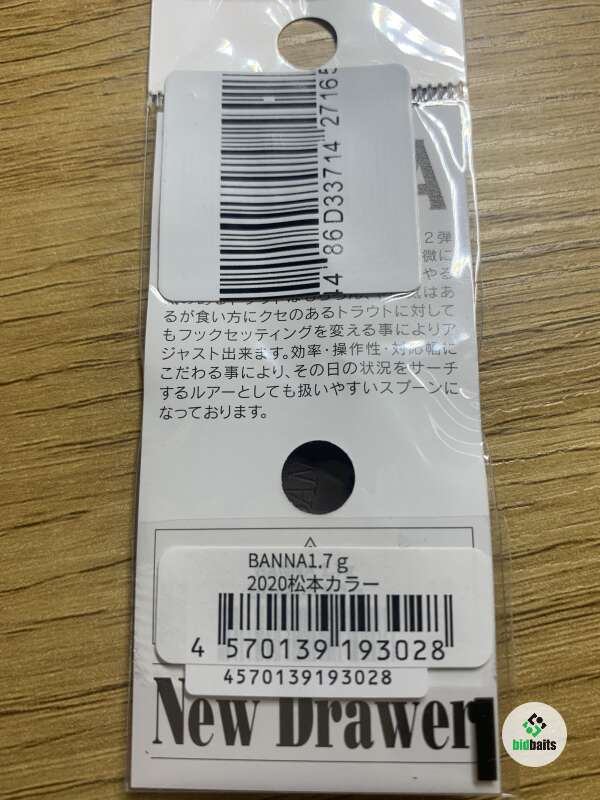 4 86D33714 27165
A
2弾
微に
やる
はあ
るが食い方にクセのあるトラウトに対して
もフックセッティングを変える事によりア
ジャスト出来ます。効率・操作性・対応幅に
こだわる事により、その日の状況をサーチ
するルアーとしても扱いやすいスプーンに
なっております。
BANNA1.7g
2020松本カラー
4 570139 193028
4570139193028
New Drawer
bidbaits